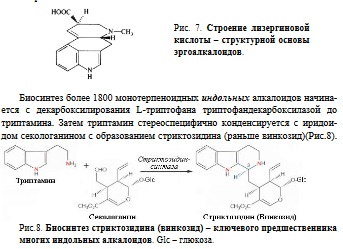 HOOC
Рис. 7. Строение лизергиновой
кислоты – структурной основы
эргоалкалоидов.
N–CH₃
H
N
H
Биосинтез более 1800 монотерпеноидных индольных алкалоидов начина-
ется с декарбоксилирования L-триптофана триптофандекарбоксилазой до
триптамина. Затем триптамин стереоспецифично конденсируется с иридои-
дом секологанином с образованием стриктозидина (раньше винкозид)(Рис.8).
Триптамин
Стриктозидин-
синтаза
Секологанин
Стриктозидин (Винкозид)
Рис.8. Биосинтез стриктозидина (винкозид) – ключевого предшественника
многих индольных алкалоидов. Glc – глюкоза.